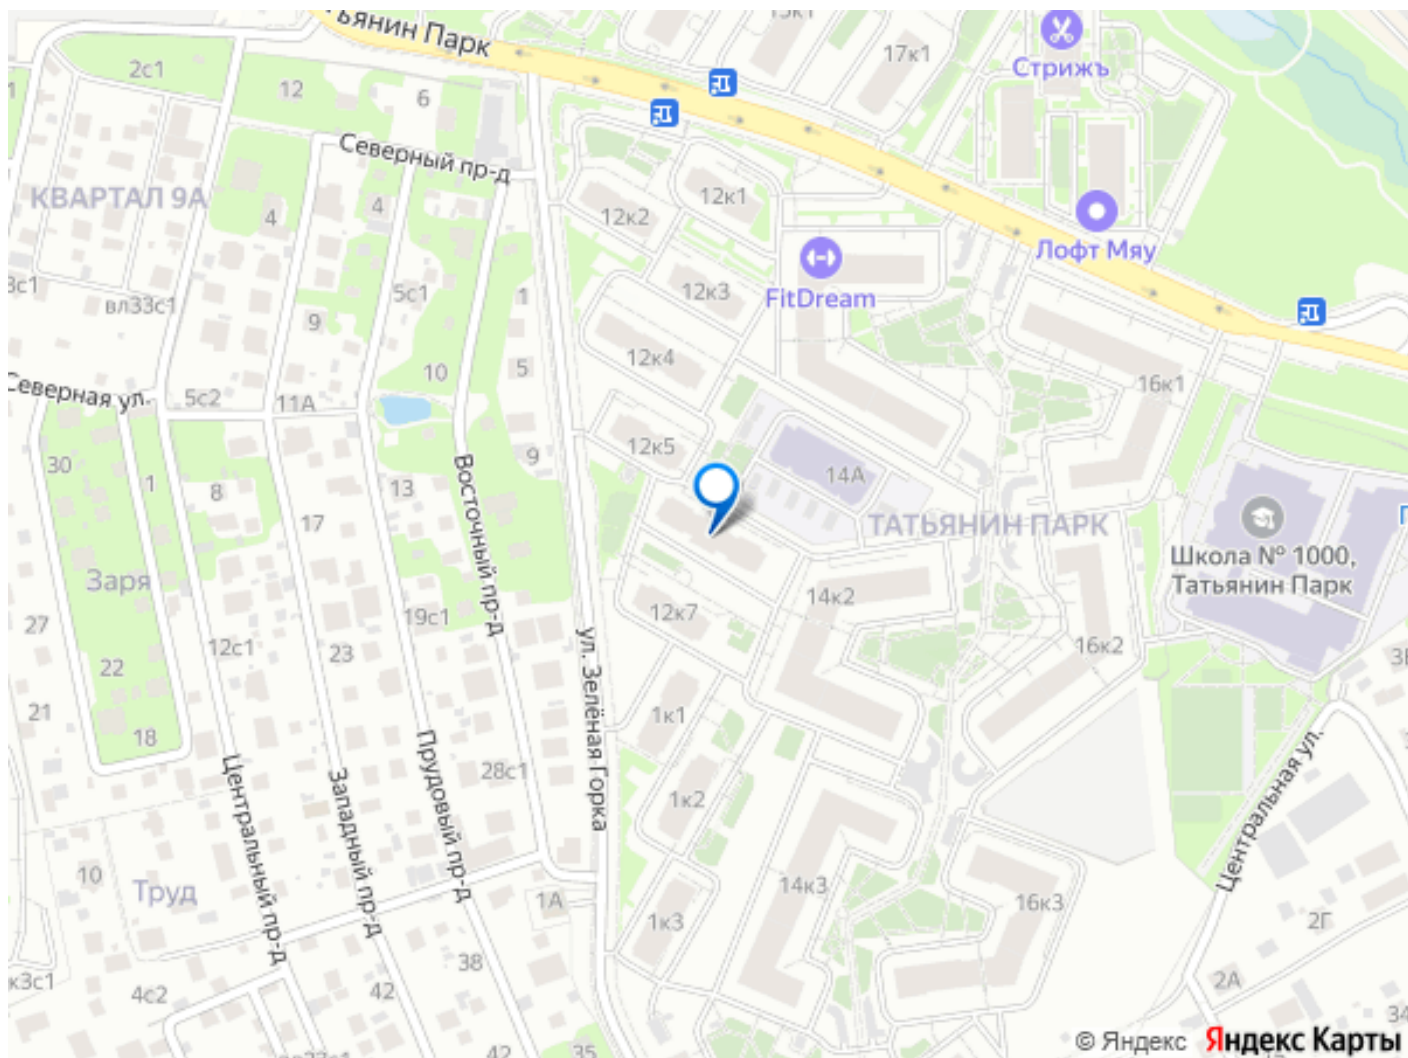 Татьянин Парк
13к1
17к1
Стрижъ
2с1
12
6
Северный пр-д
КВАРТАЛ 9А
4
4
12к2
12к1
Лофт Мяу
FitDream
5с1
1
12к3
вл33с1
9
12к4
10
5
16к1
Северная ул.
5с2
11А
12к5
9
14А
30
1
8
13
17
Восточный пр-д
ТАТЬЯНИН ПАРК
Школа № 1000,
Татьянин Парк
Заря
27
19с1
12к7
14к2
12с1
23
16к2
22
21
18
ул. Зелёная Горка
1к1
Центральная ул.
Центральный пр-д
Западный пр-д
Прудовый пр-д
28с1
1к2
10
Труд
1А
14к3
16к3
1к3
2Г
38
2А
4с2
42
42
35
34
© Яндекс Яндекс Карты